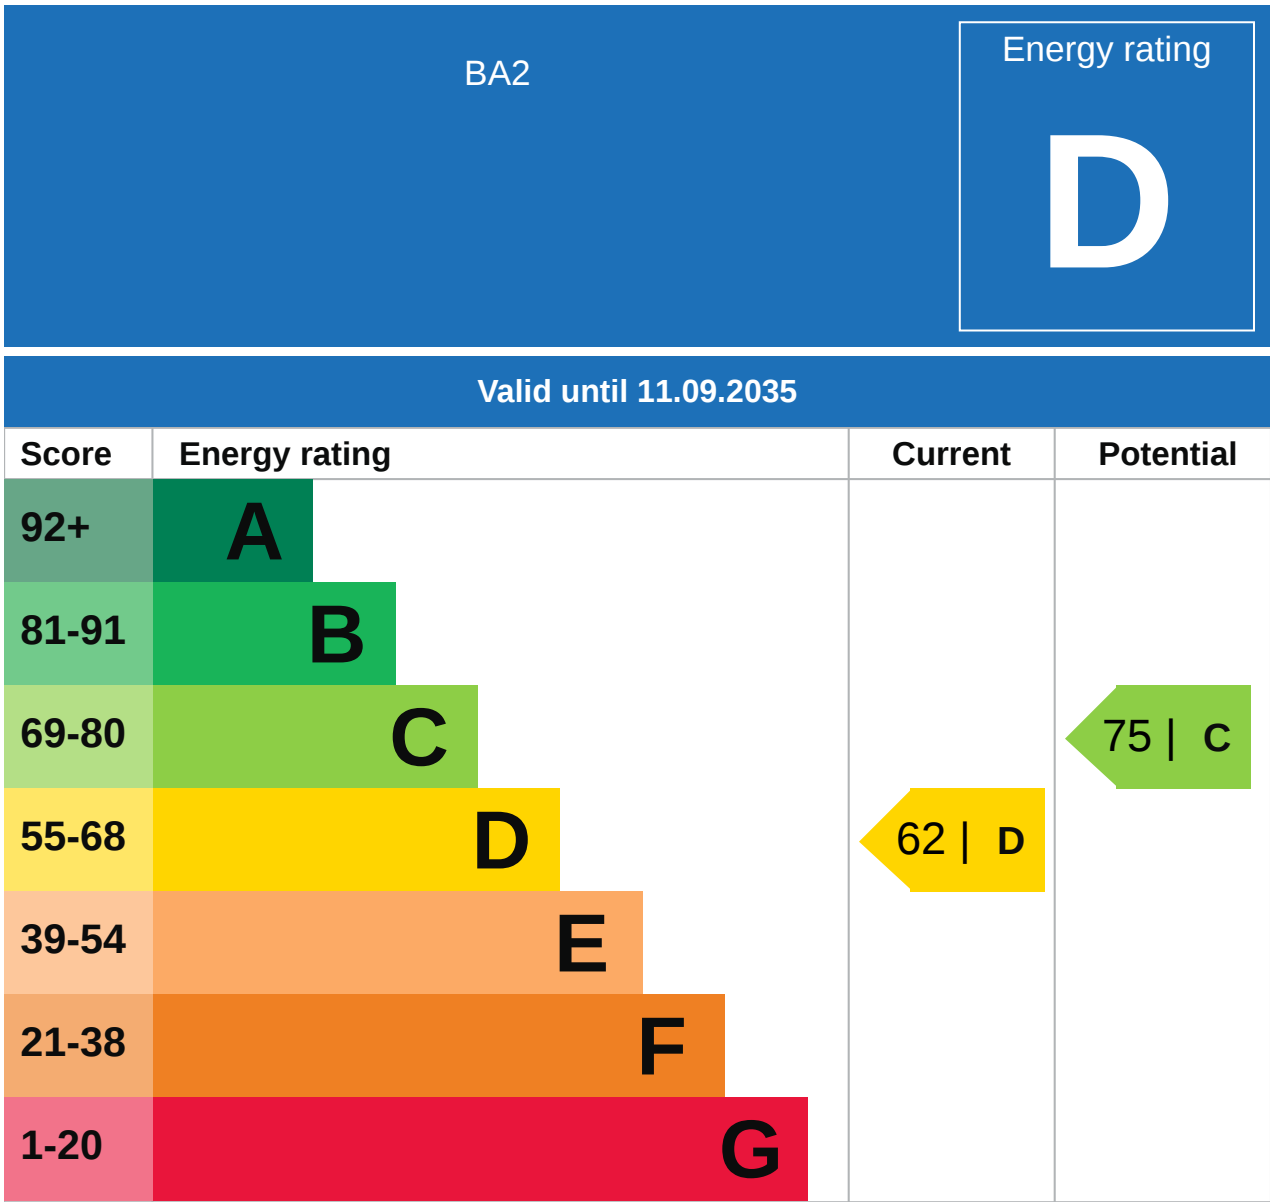 BA2
Energy rating
D
Valid until 11.09.2035
Score Energy rating Current Potential
92+ A
81-91 B
69-80 C 75 | C
55-68 D 62 | D
39-54 E
21-38 F
1-20 G